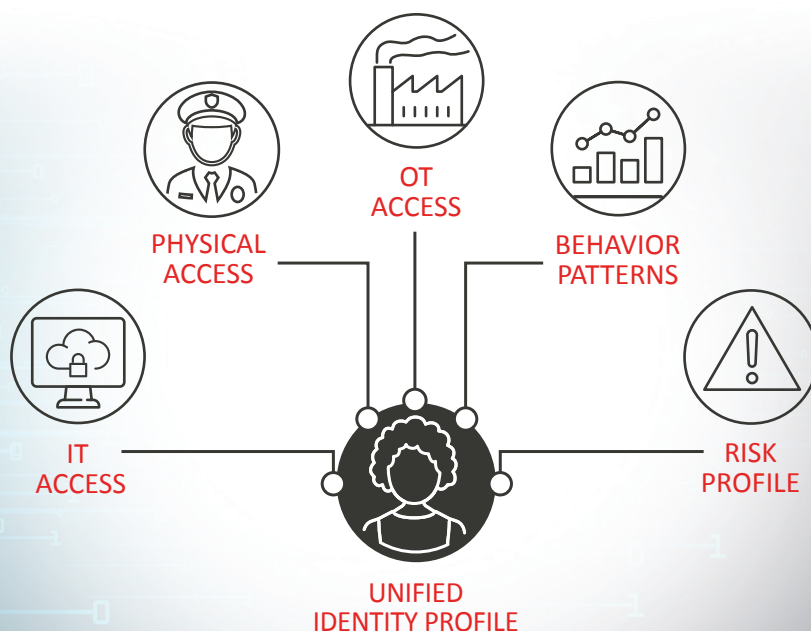 OT
ACCESS
PHYSICAL
ACCESS
BEHAVIOR
PATTERNS
IT
ACCESS
RISK
PROFILE
UNIFIED
IDENTITY PROFILE